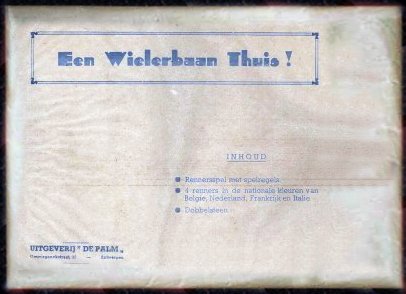 Een Wielerbaan Thuis !
INHOUD
Rennersspel met spelregels.
4 renners in de nationale kleuren van
Belgie, Nederland, Frankrijk en Italie
Dobbelsteen
UITGEVERIJ "DE PALM„
— Antwerpen